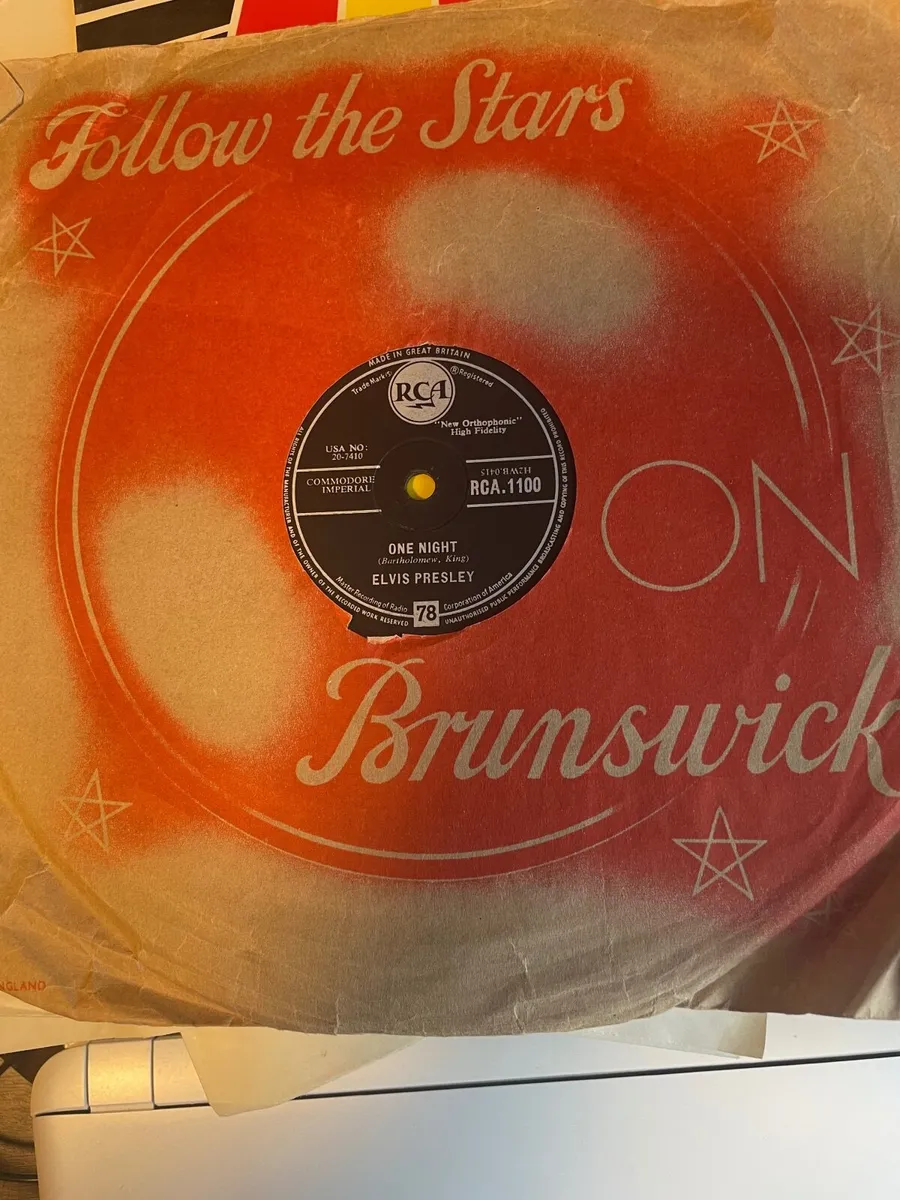 Follow the Stars
MADE IN GREAT BRITAIN
Trade Mark
® Registered
RCA
"New Orthophonic"
High Fidelity
USA NO:
20-7410
COMMODORE
IMPERIAL
H2WB.0415
RCA.1100
ONE NIGHT
(Bartholomew, King)
ELVIS PRESLEY
Master Recording of Radio Corporation of America
78
ALL RIGHTS OF THE MANUFACTURER AND OF THE OWNER OF THE RECORDED WORK RESERVED
UNAUTHORISED PUBLIC PERFORMANCE BROADCASTING AND COPYING OF THIS RECORD PROHIBITED
ON
Brunswick
NGLAND